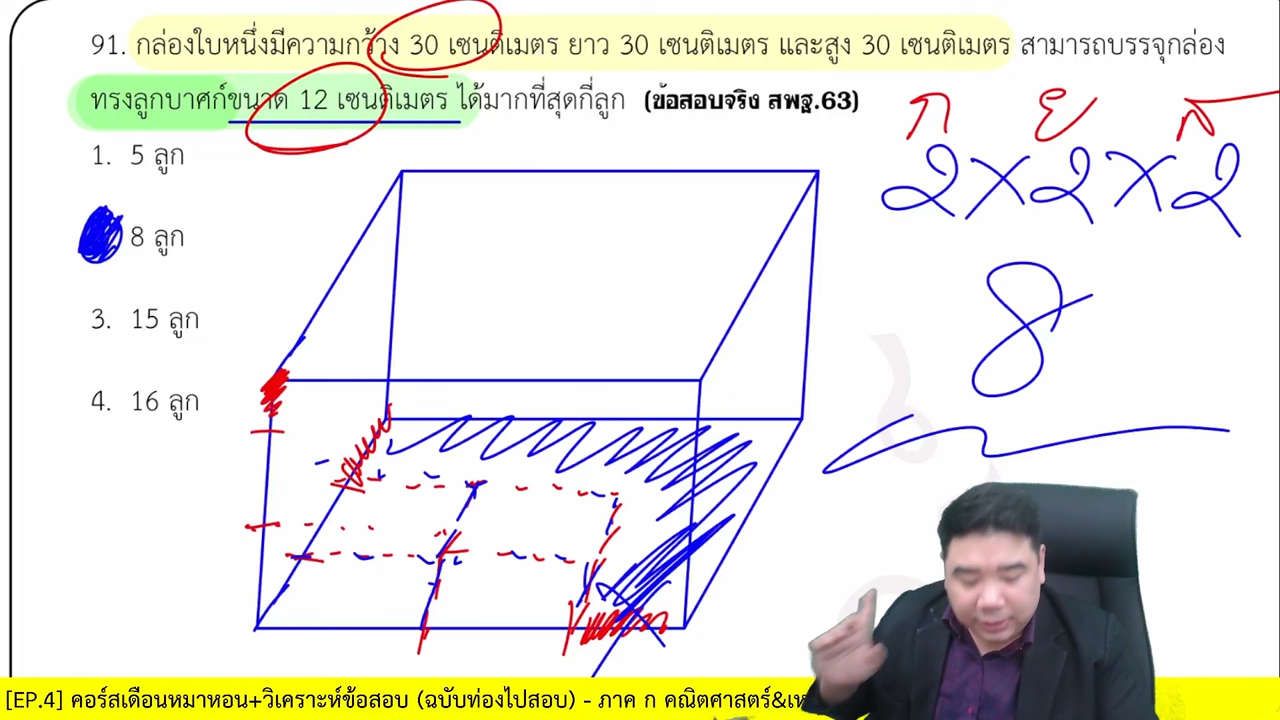 91. กล่องใบหนึ่งมีความกว้าง 30 เซนติเมตร ยาว 30 เซนติเมตร และสูง 30 เซนติเมตร สามารถบรรจุกล่อง
ทรงลูกบาศก์ขนาด 12 เซนติเมตร ได้มากที่สุดกี่ลูก (ข้อสอบจริง สพฐ.63)
ก ย ส
2×2×2
8
1. 5 ลูก
8 ลูก
3. 15 ลูก
4. 16 ลูก
[EP.4] คอร์สเดือนหมาหอน+วิเคราะห์ข้อสอบ (ฉบับท่องไปสอบ) - ภาค ก คณิตศาสตร์&เห